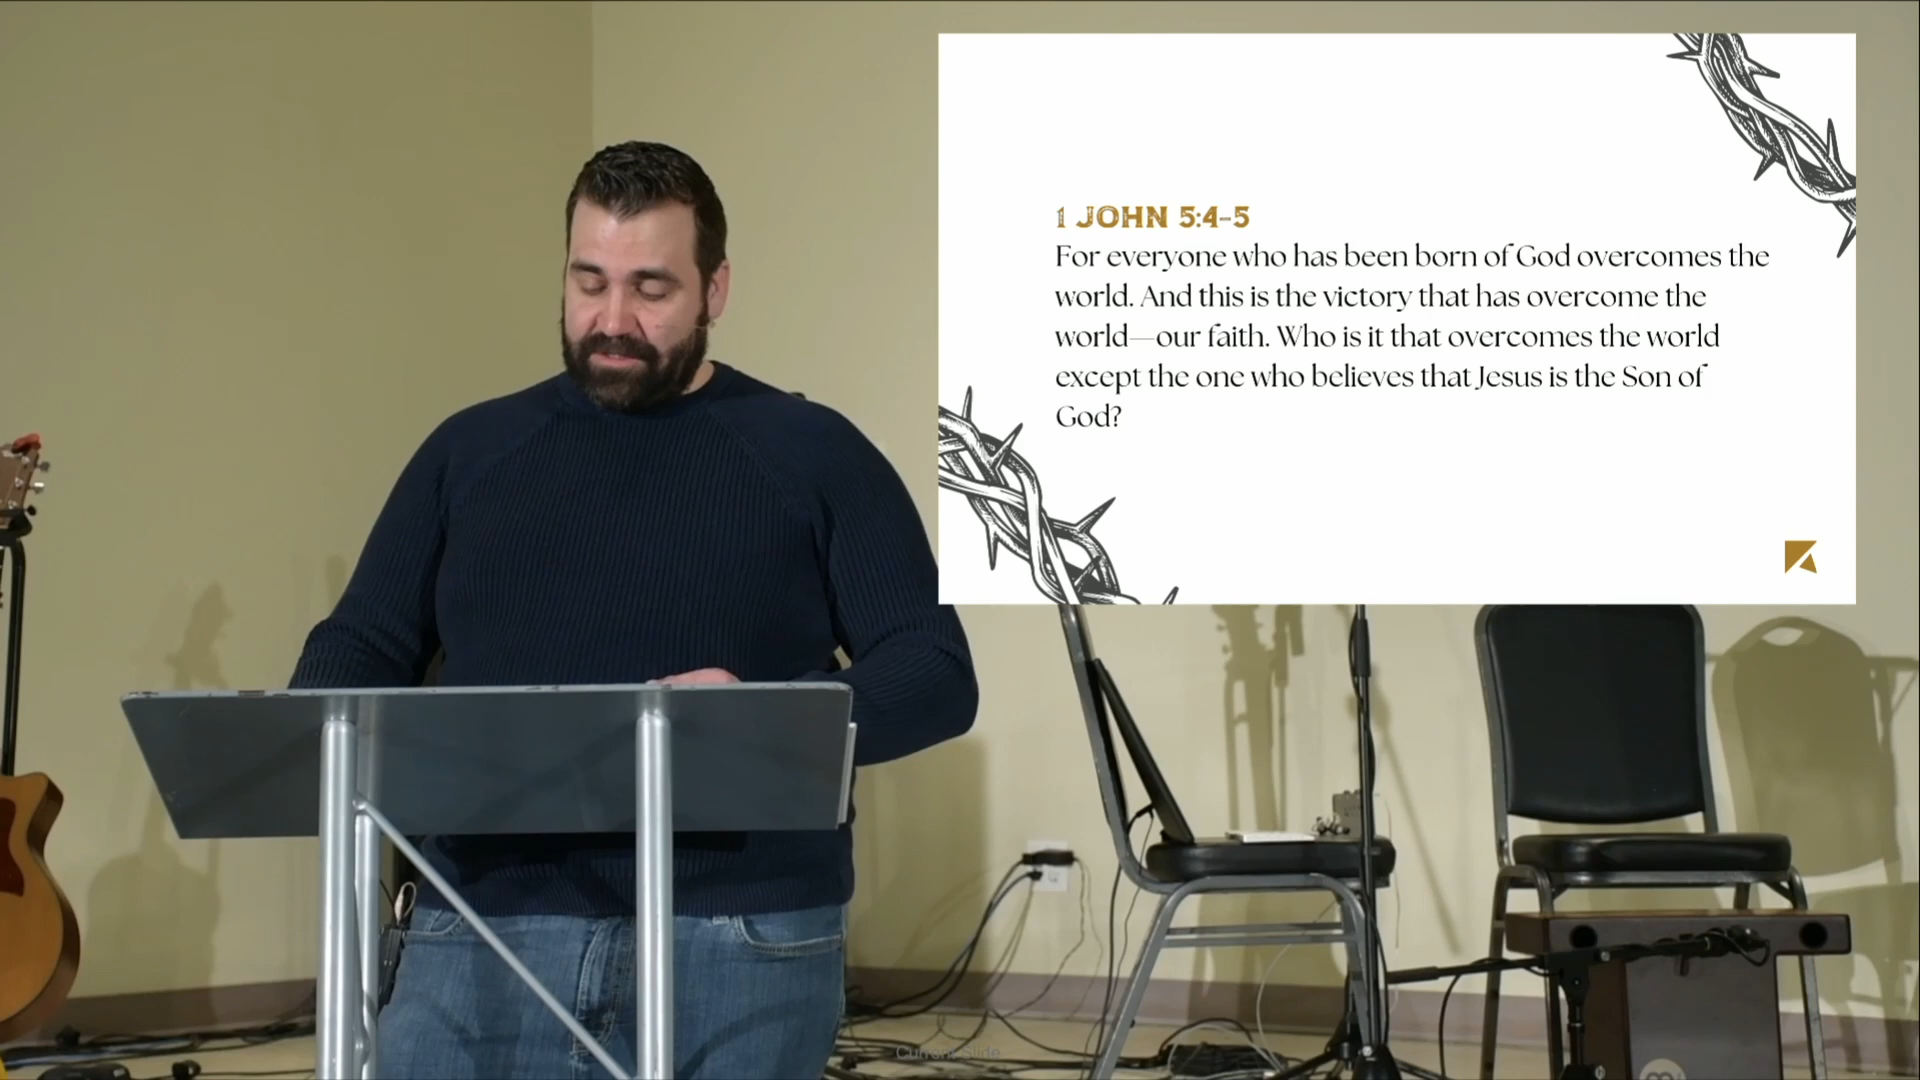 1 JOHN 5:4-5
For everyone who has been born of God overcomes the
world. And this is the victory that has overcome the
world—our faith. Who is it that overcomes the world
except the one who believes that Jesus is the Son of
God?
Current Slide